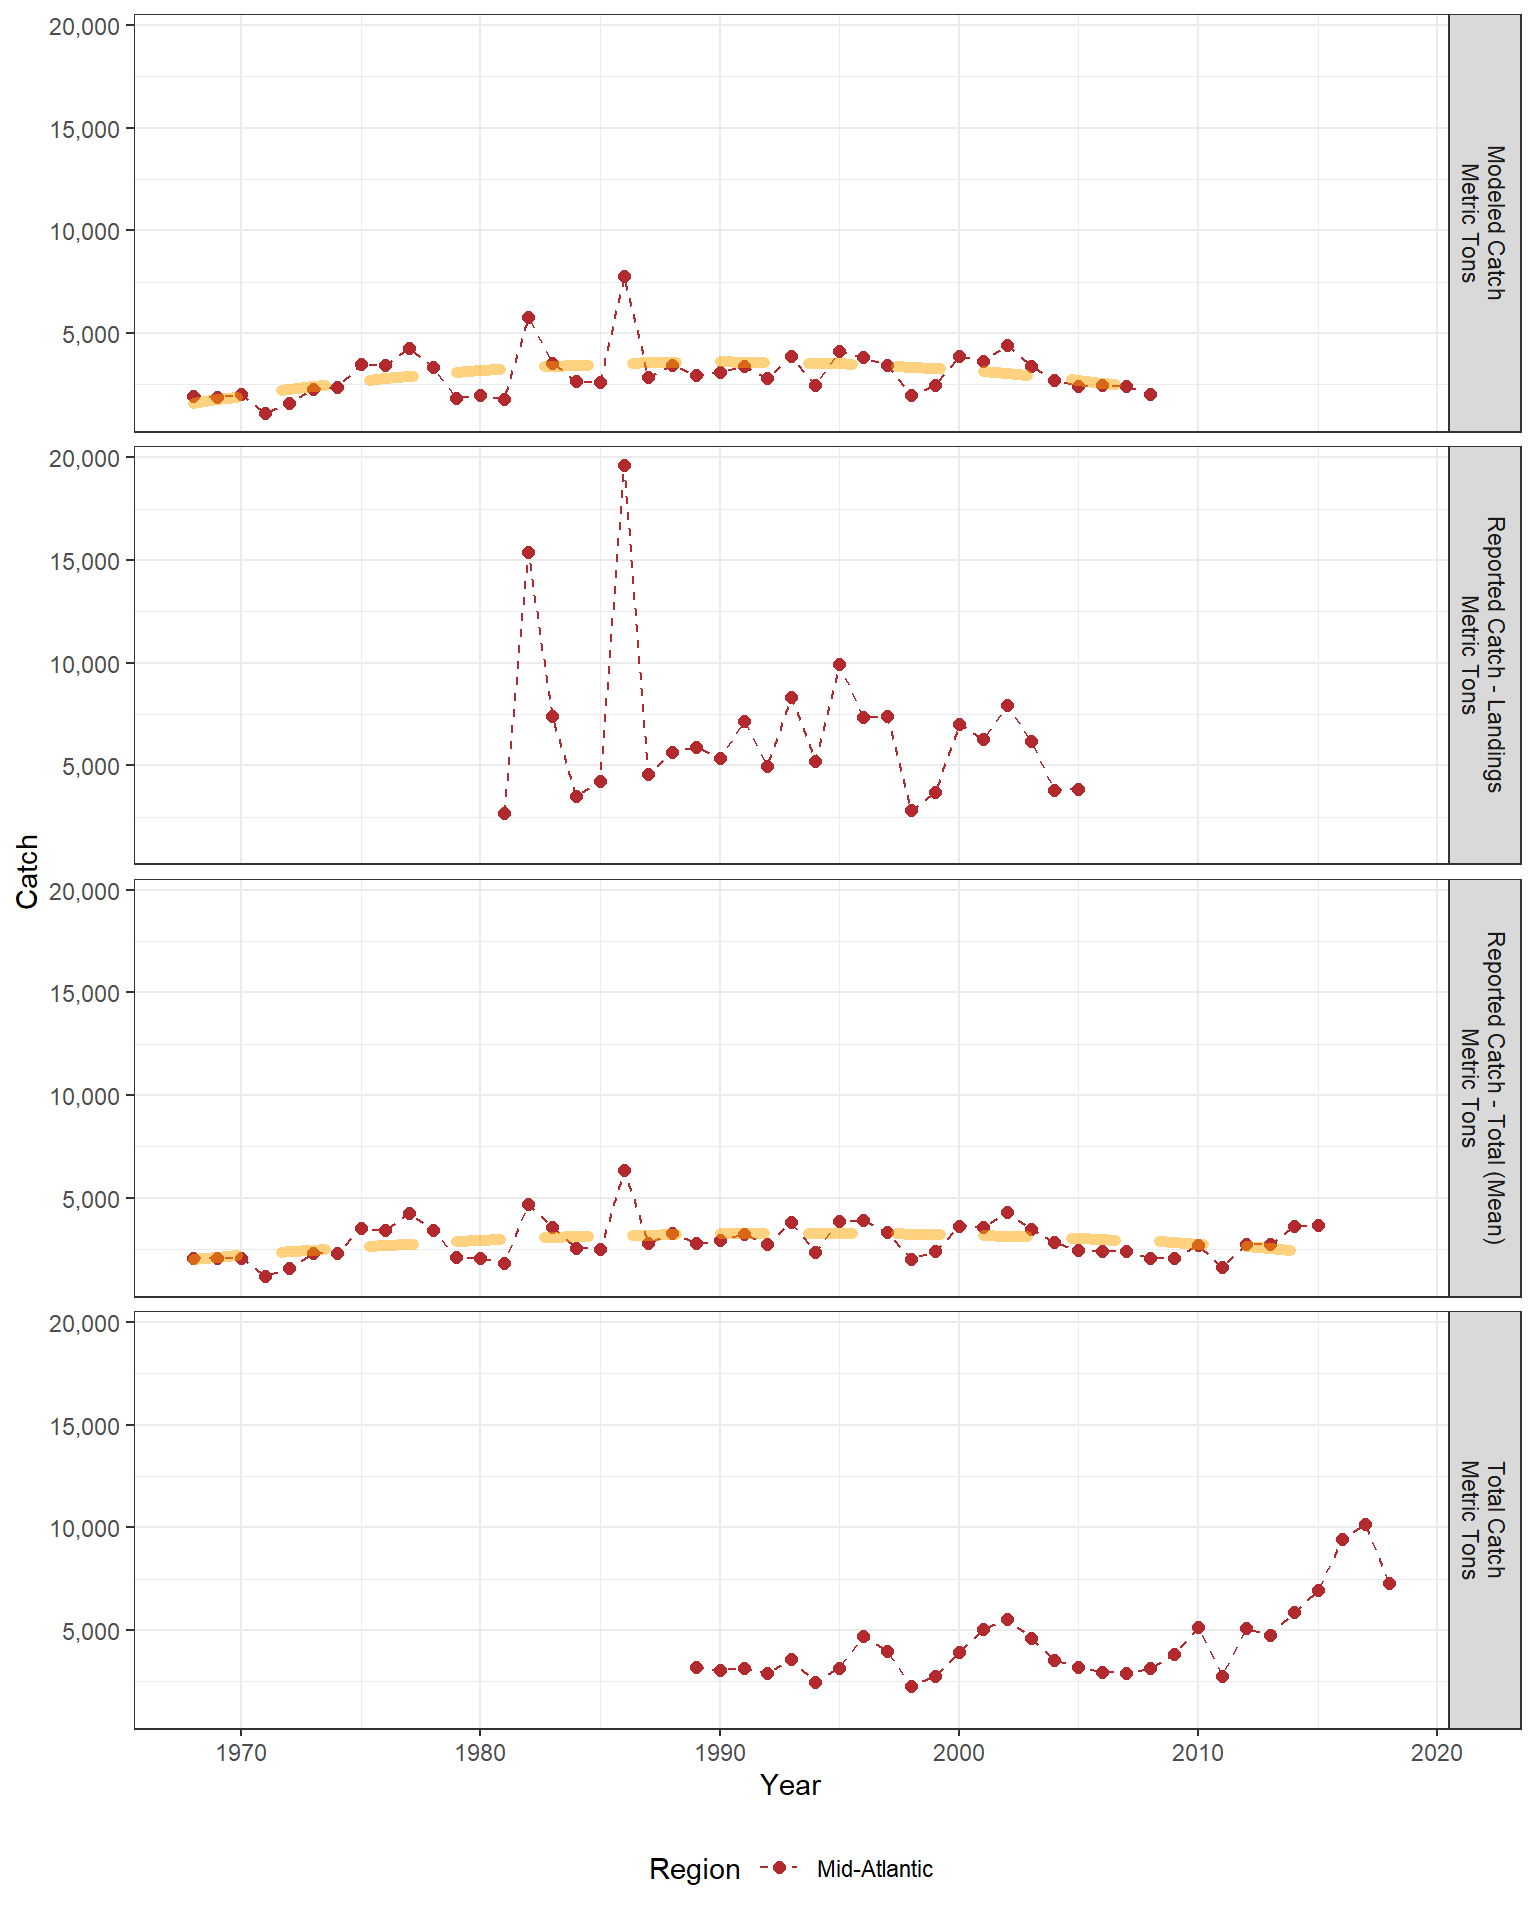 20,000
15,000
10,000
5,000
Modeled Catch
Metric Tons
20,000
15,000
10,000
5,000
Reported Catch - Landings
Metric Tons
Catch
20,000
15,000
10,000
5,000
Reported Catch - Total (Mean)
Metric Tons
20,000
15,000
10,000
5,000
Total Catch
Metric Tons
1970 1980 1990 2000 2010 2020
Year
Region Mid-Atlantic